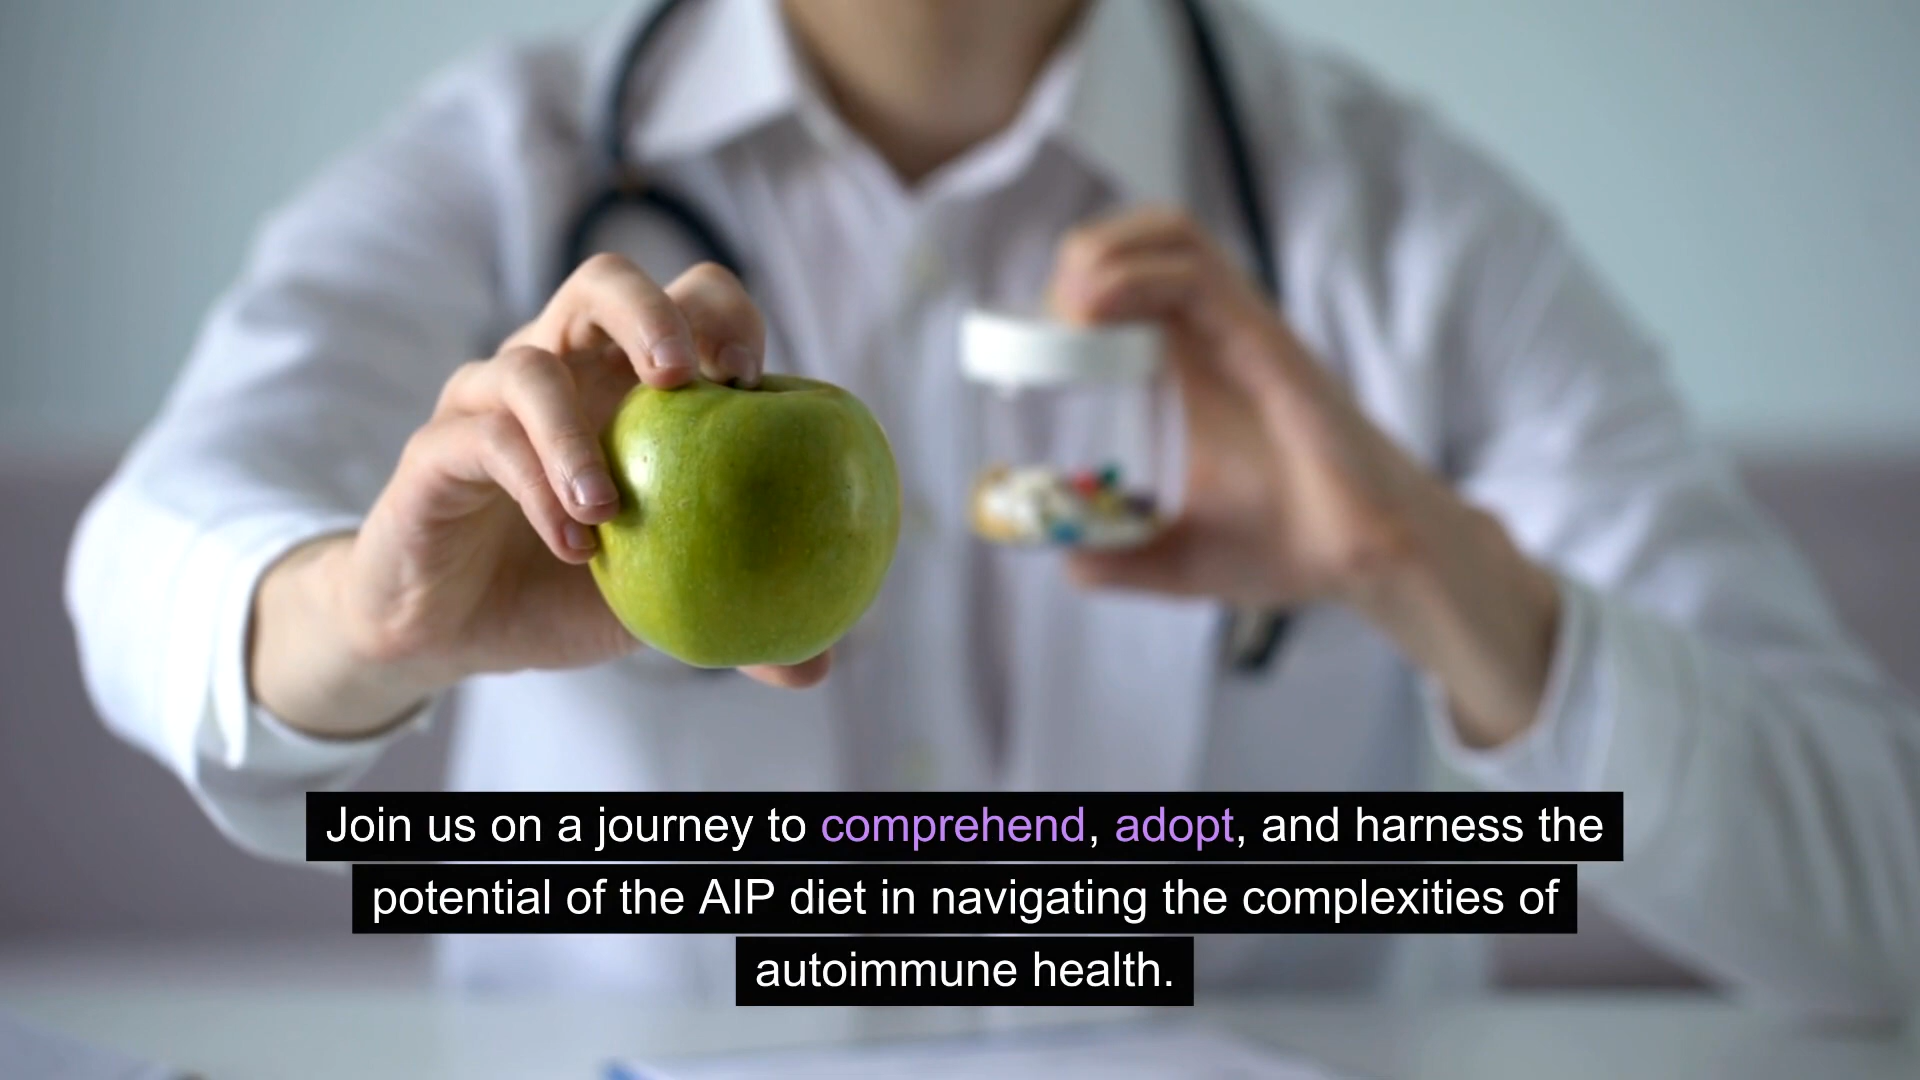 Join us on a journey to comprehend, adopt, and harness the
potential of the AIP diet in navigating the complexities of
autoimmune health.